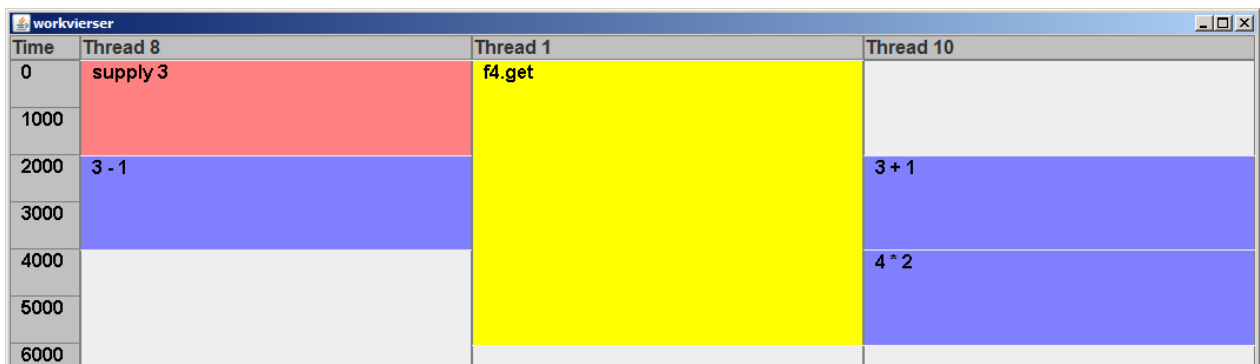 workvierser
Time Thread 8 Thread 1 Thread 10
0 supply 3 f4.get
1000
2000 3 - 1 3 + 1
3000
4000 4 * 2
5000
6000